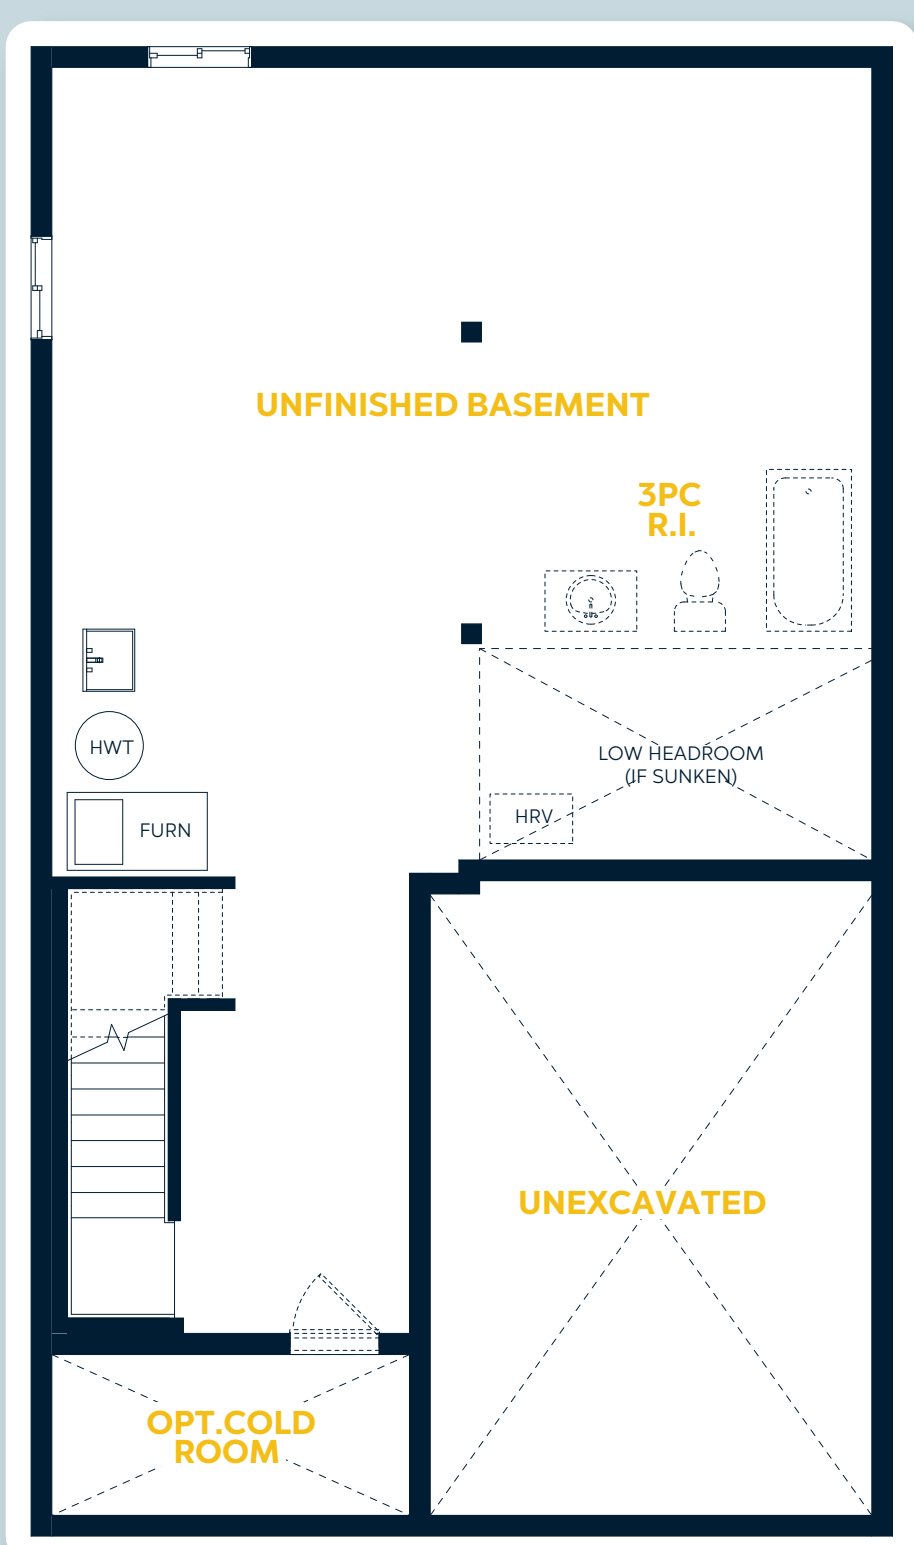 UNFINISHED BASEMENT
3PC
R.I.
HWT
LOW HEADROOM
(IF SUNKEN)
FURN
HRV
UNEXCAVATED
OPT.COLD
ROOM